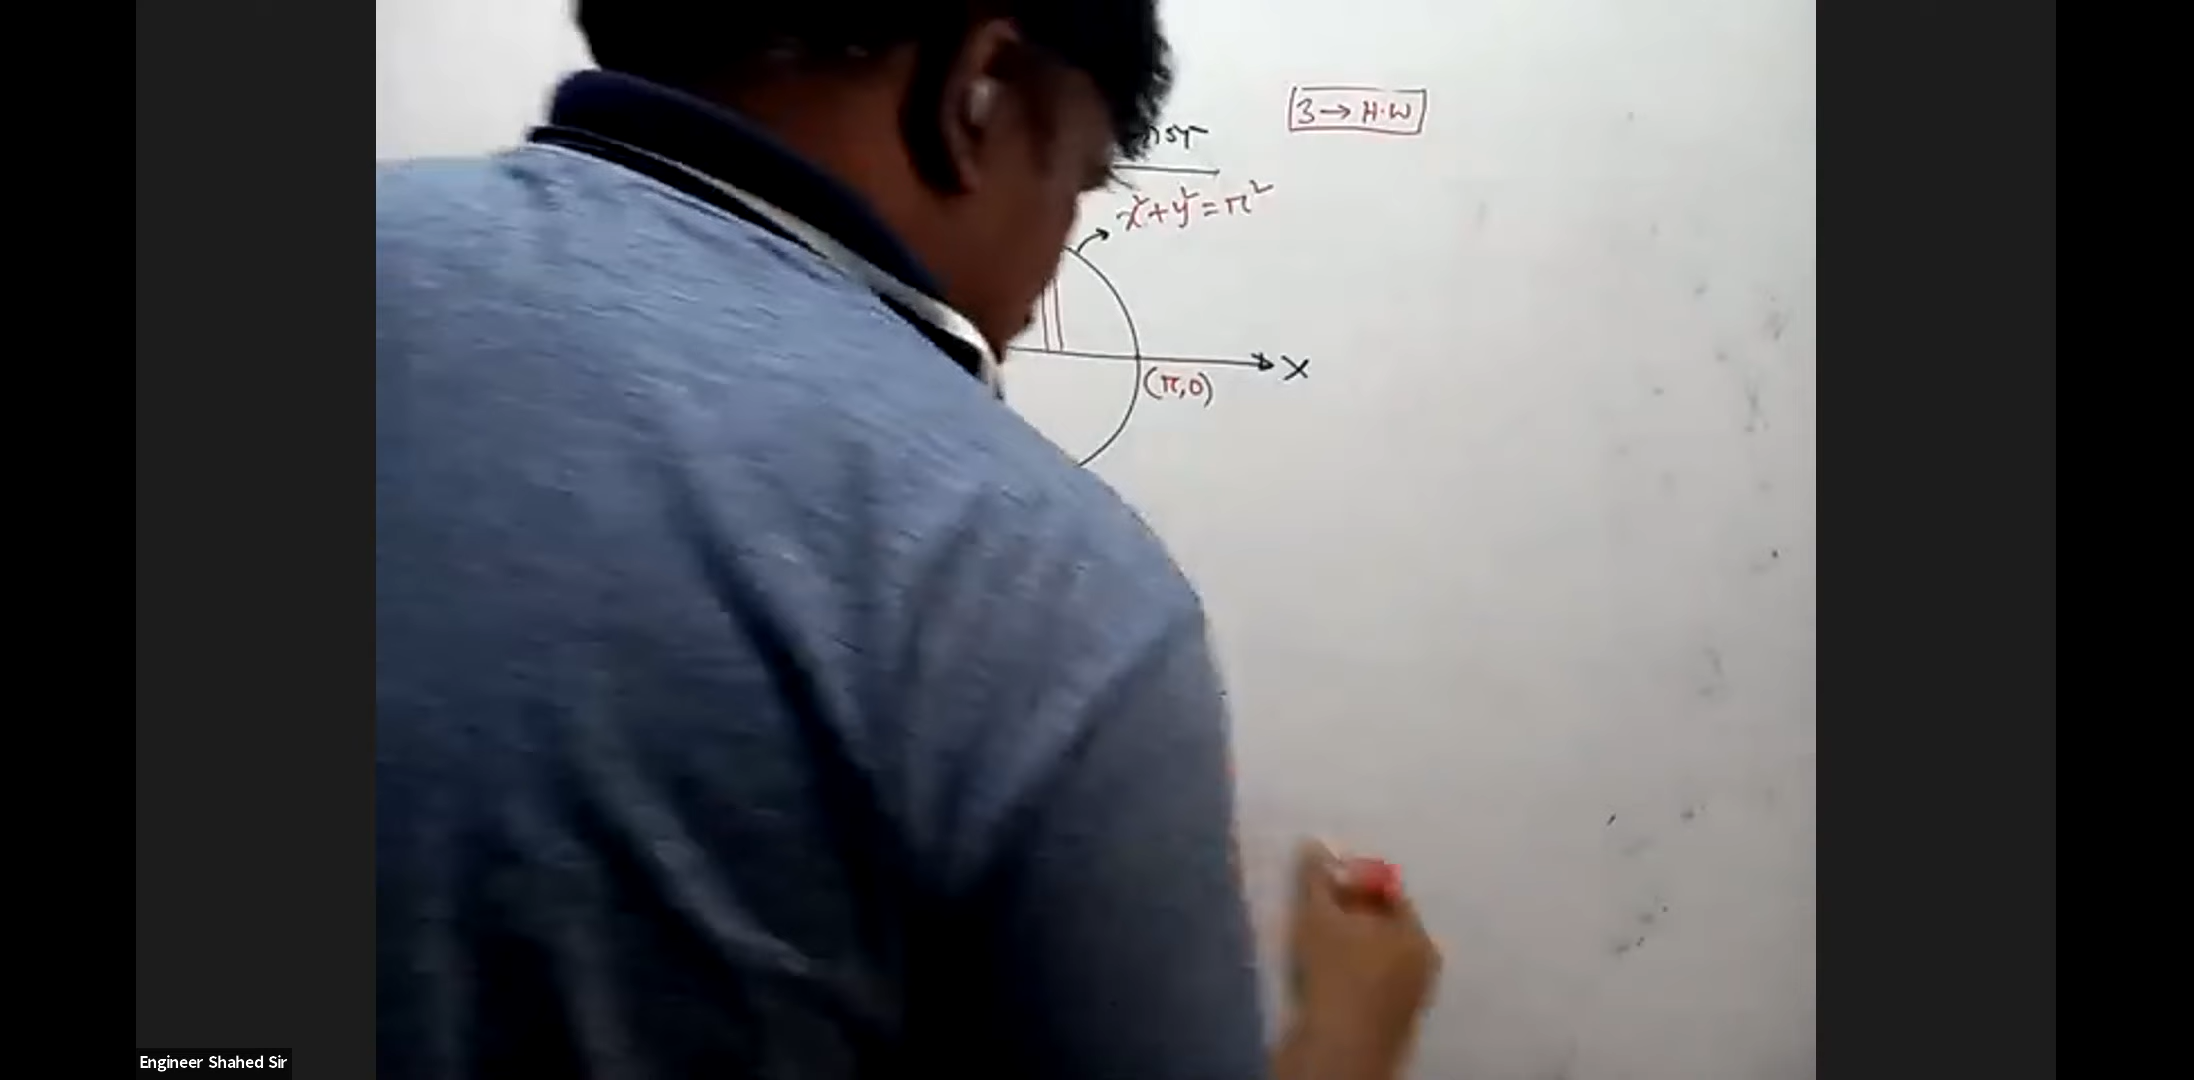 3 → H.W
x²+y²=π²
X
(π,0)
Engineer Shahed Sir